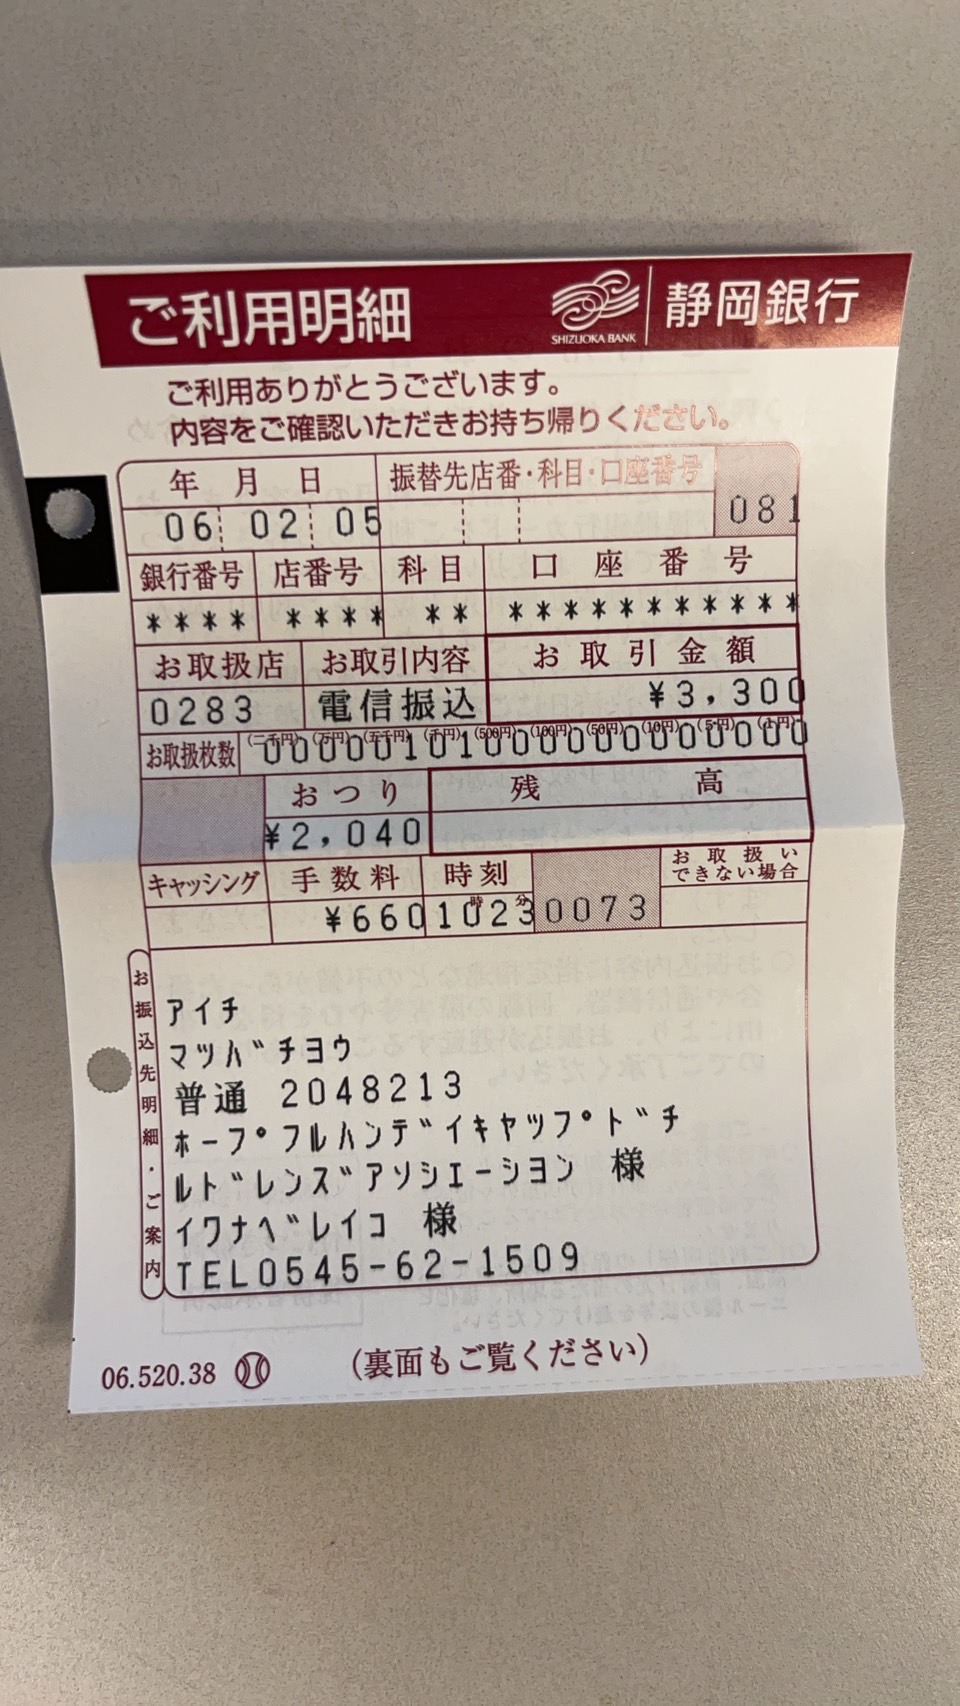 ご利用明細
SHIZUOKA BANK
静岡銀行
ご利用ありがとうございます。
内容をご確認いただきお持ち帰りください。
年 月 日 振替先店番・科目・口座番号
06 02 05 081
銀行番号 店番号 科目 口座番号
**** **** ** ***********
お取扱店 お取引内容 お取引金額
0283 電信振込 ¥3,300
お取扱枚数 (二千円) (万円) (五千円) (千円) (500円) (100円) (50円) (10円) (5円) (1円)
おつり 残高
¥2,040
キャッシング 手数料 時刻 お取扱いできない場合
¥660 10時23分 0073
お振込先明細・ご案内
アイチ
マツバチヨウ
普通 2048213
ホープフルハンデイキヤツプトドチ
ルドレンズアソシエーシヨン 様
イワナベレイコ 様
TEL0545-62-1509
06.520.38
(裏面もご覧ください)